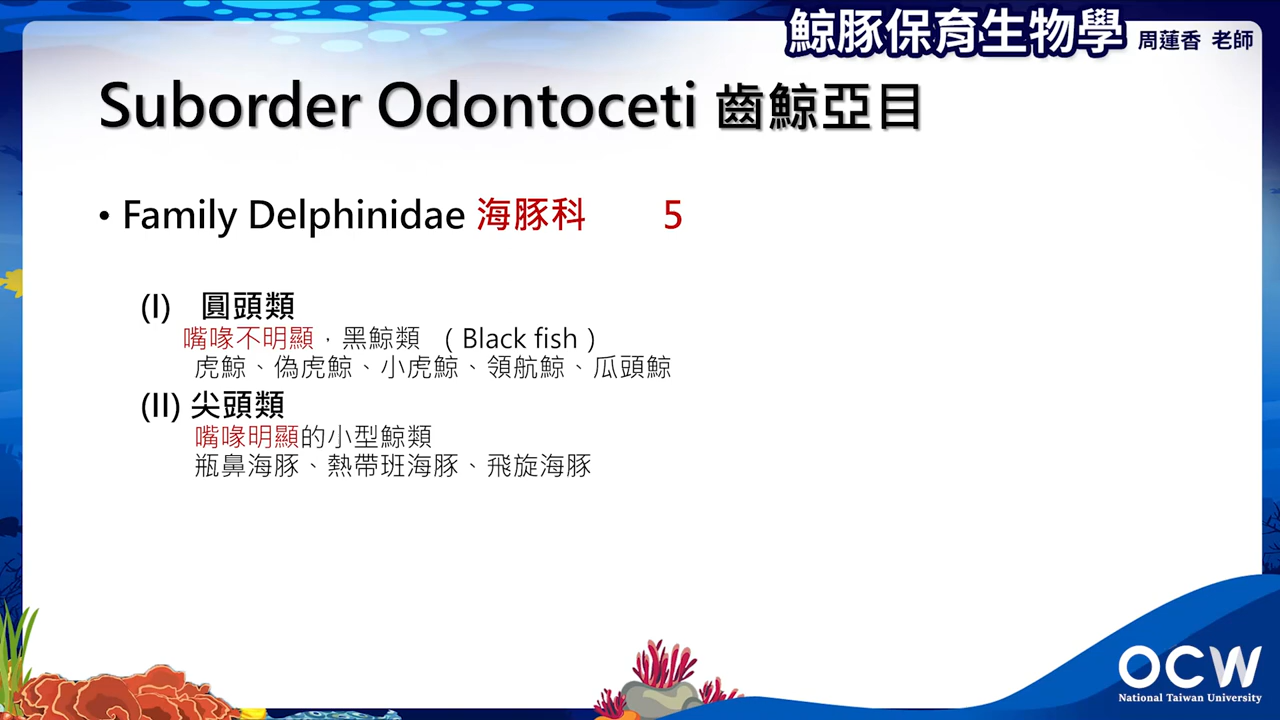 鯨豚保育生物學 周蓮香 老師
Suborder Odontoceti 齒鯨亞目
• Family Delphinidae 海豚科 5
(I) 圓頭類
嘴喙不明顯，黑鯨類 （Black fish）
虎鯨、偽虎鯨、小虎鯨、領航鯨、瓜頭鯨
(II) 尖頭類
嘴喙明顯的小型鯨類
瓶鼻海豚、熱帶班海豚、飛旋海豚
OCW
National Taiwan University